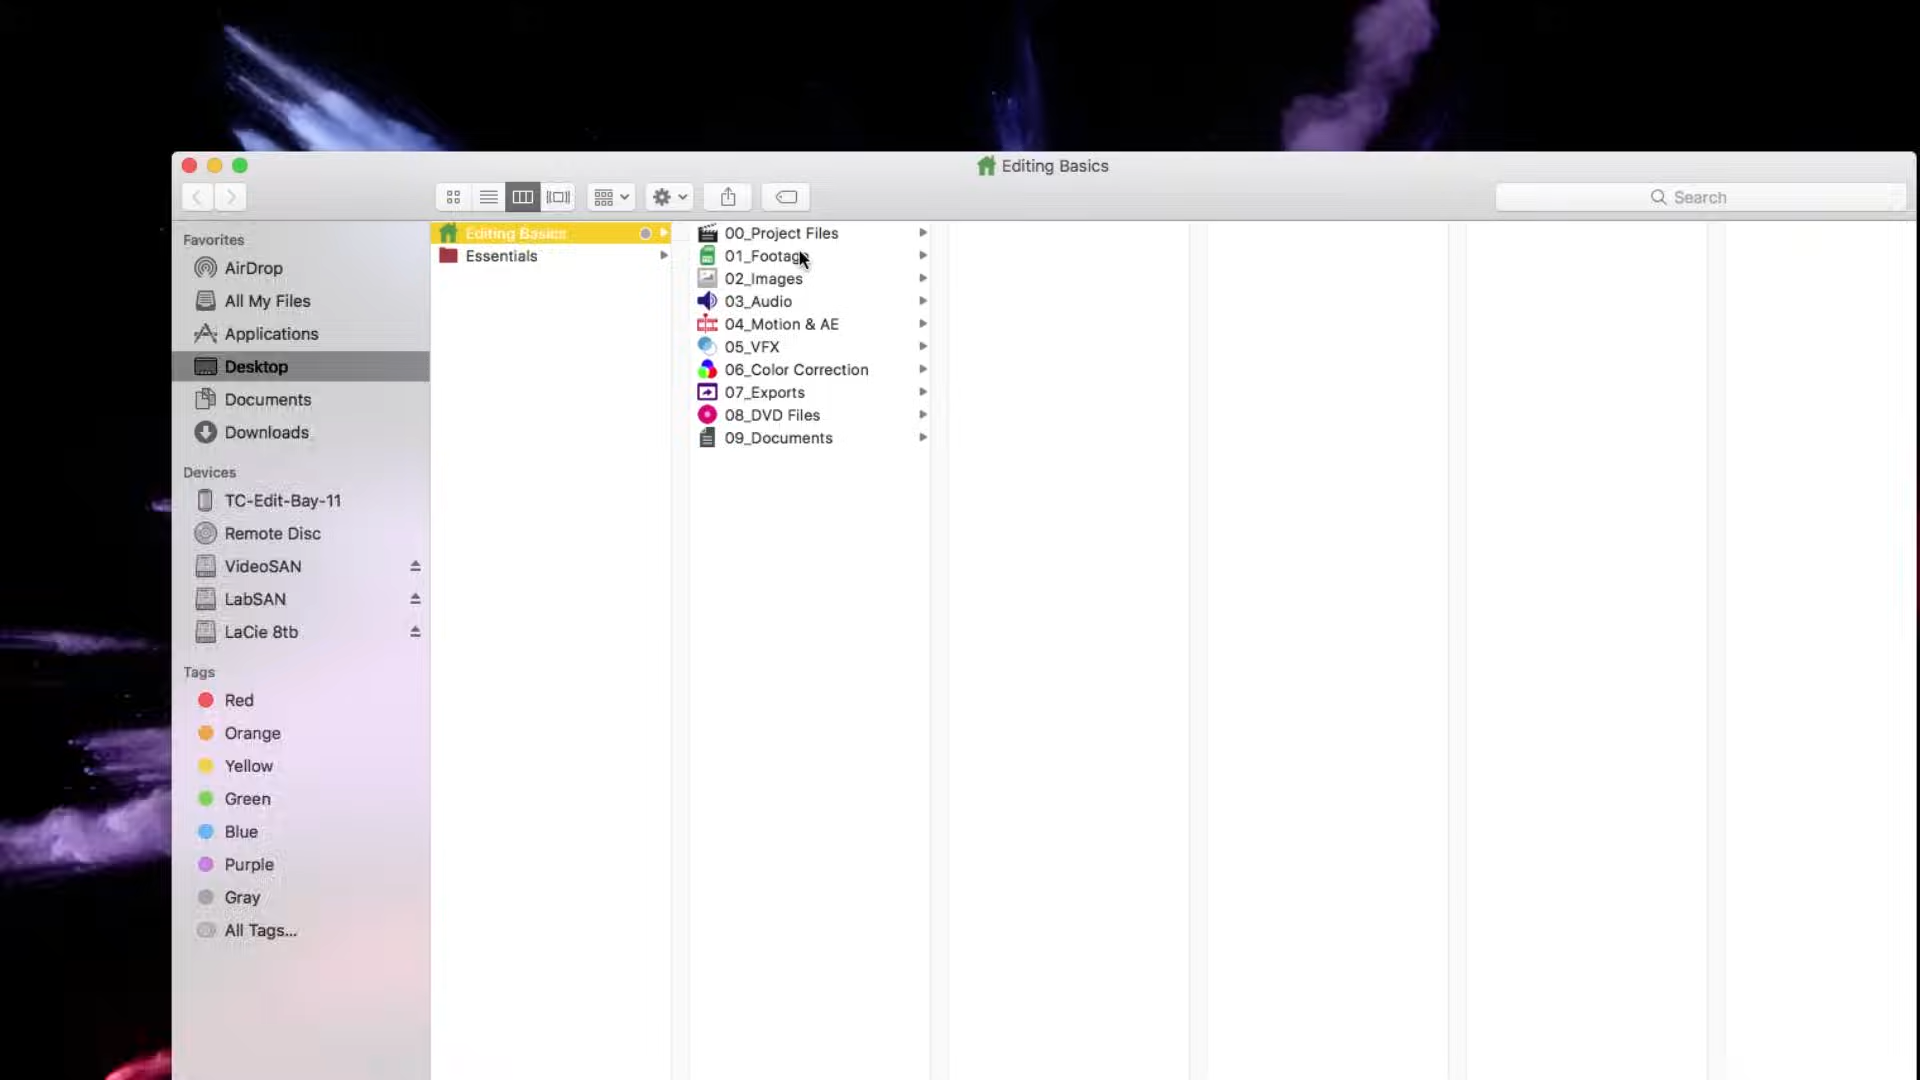 Editing Basics
Search
Favorites
AirDrop
All My Files
Applications
Desktop
Documents
Downloads
Devices
TC-Edit-Bay-11
Remote Disc
VideoSAN
LabSAN
LaCie 8tb
Tags
Red
Orange
Yellow
Green
Blue
Purple
Gray
All Tags...
Editing Basics
Essentials
00_Project Files
01_Footage
02_Images
03_Audio
04_Motion & AE
05_VFX
06_Color Correction
07_Exports
08_DVD Files
09_Documents